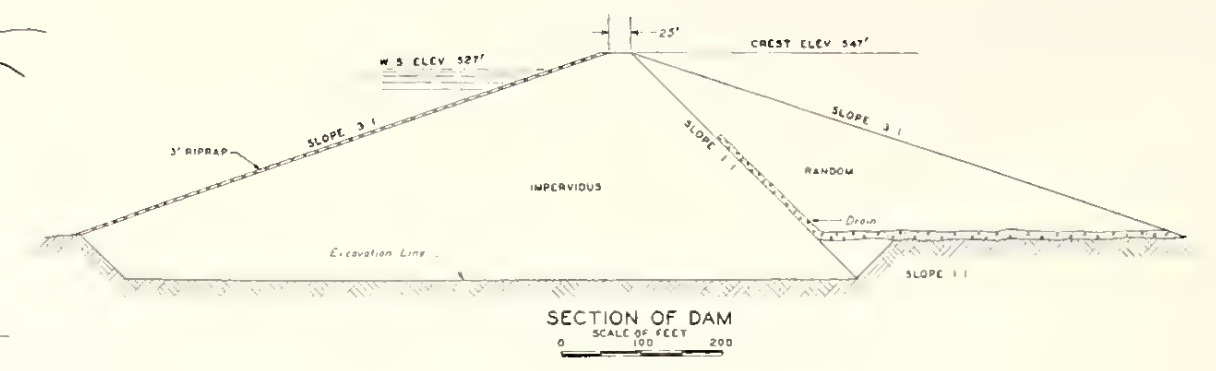 25'
CREST ELEV 547'
W S ELEV 527'
SLOPE 3 1
SLOPE 3 1
SLOPE 1 1
3' RIPRAP
RANDOM
IMPERVIOUS
Drain
Excavation Line
SLOPE 1 1
SECTION OF DAM
SCALE OF FEET
0 100 200